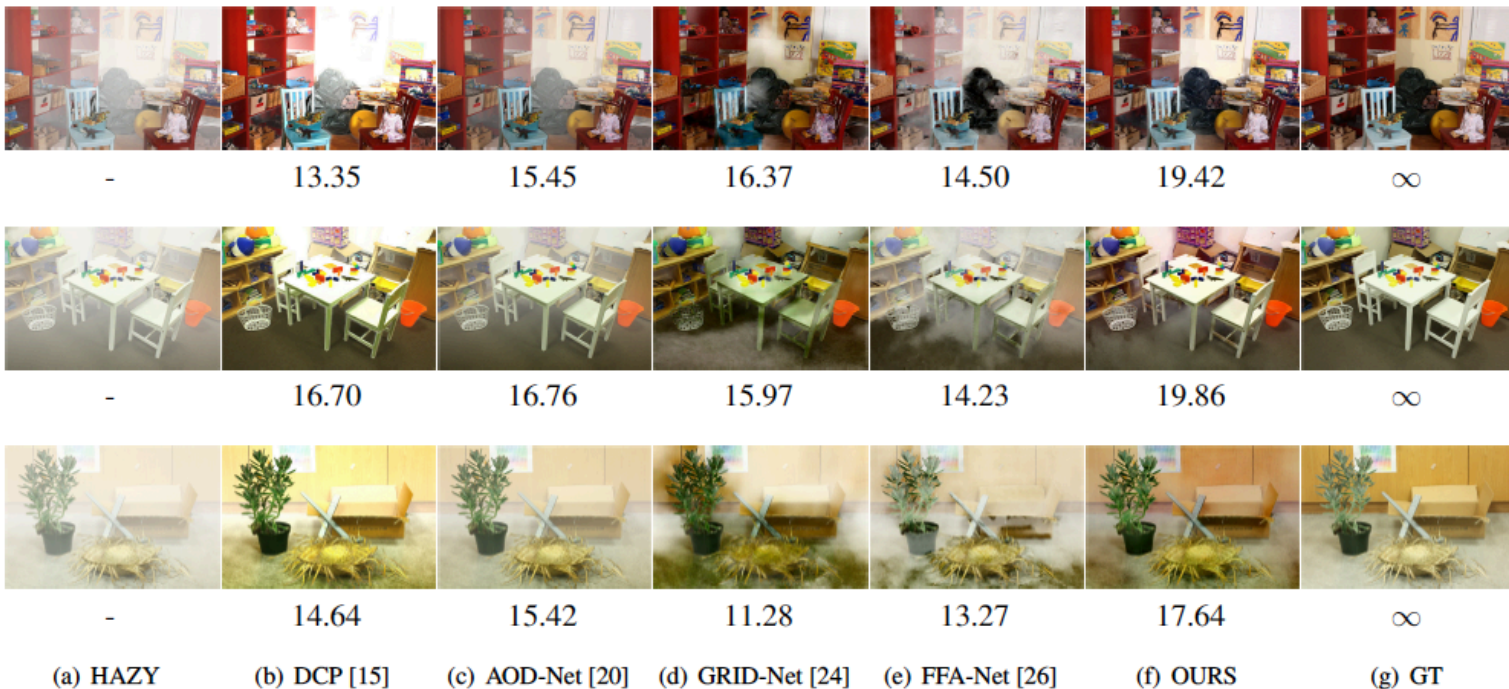 - 13.35 15.45 16.37 14.50 19.42 ∞
- 16.70 16.76 15.97 14.23 19.86 ∞
- 14.64 15.42 11.28 13.27 17.64 ∞
(a) HAZY (b) DCP [15] (c) AOD-Net [20] (d) GRID-Net [24] (e) FFA-Net [26] (f) OURS (g) GT